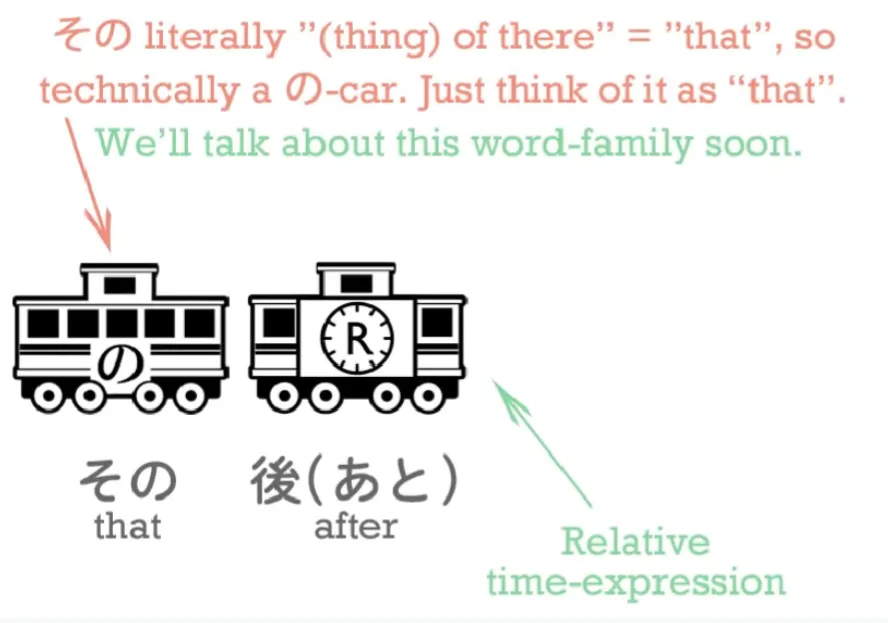 その literally ”(thing) of there” = ”that”, so
technically a の-car. Just think of it as “that”.
We’ll talk about this word-family soon.
の
R
その
that
後(あと)
after
Relative
time-expression